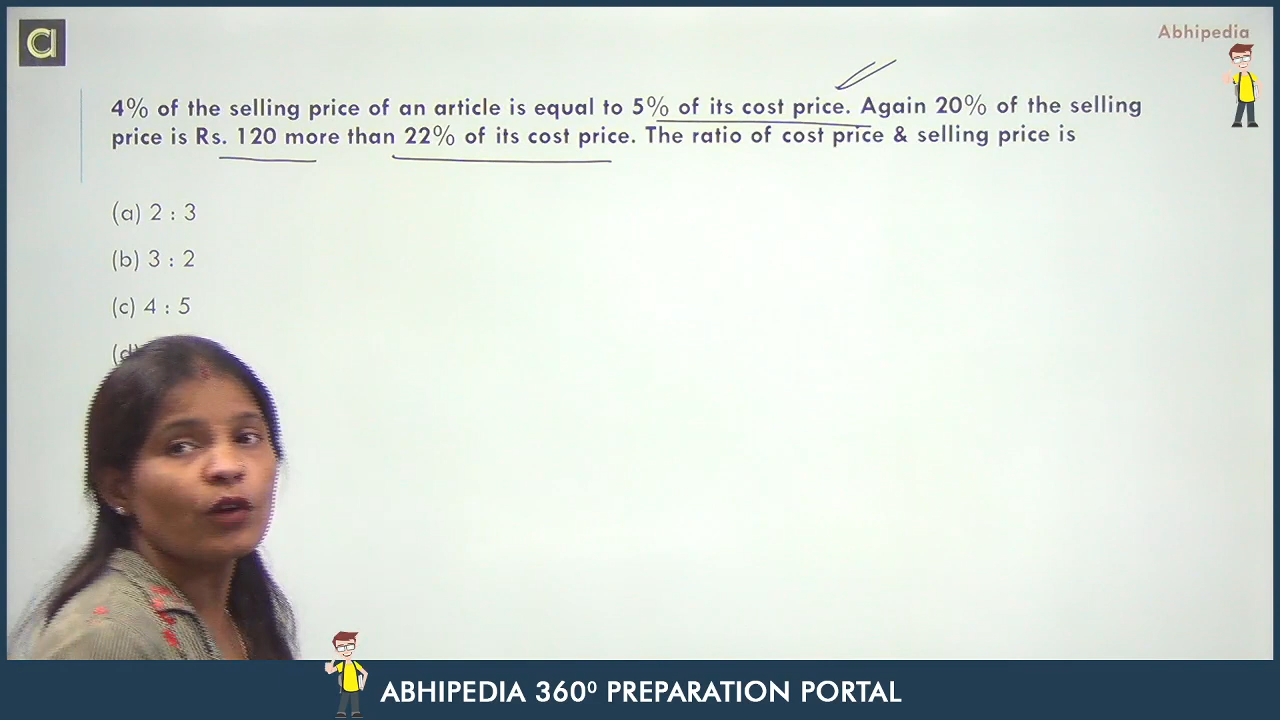 Abhipedia
4% of the selling price of an article is equal to 5% of its cost price. Again 20% of the selling
price is Rs. 120 more than 22% of its cost price. The ratio of cost price & selling price is
(a) 2 : 3
(b) 3 : 2
(c) 4 : 5
(d)
ABHIPEDIA 360⁰ PREPARATION PORTAL